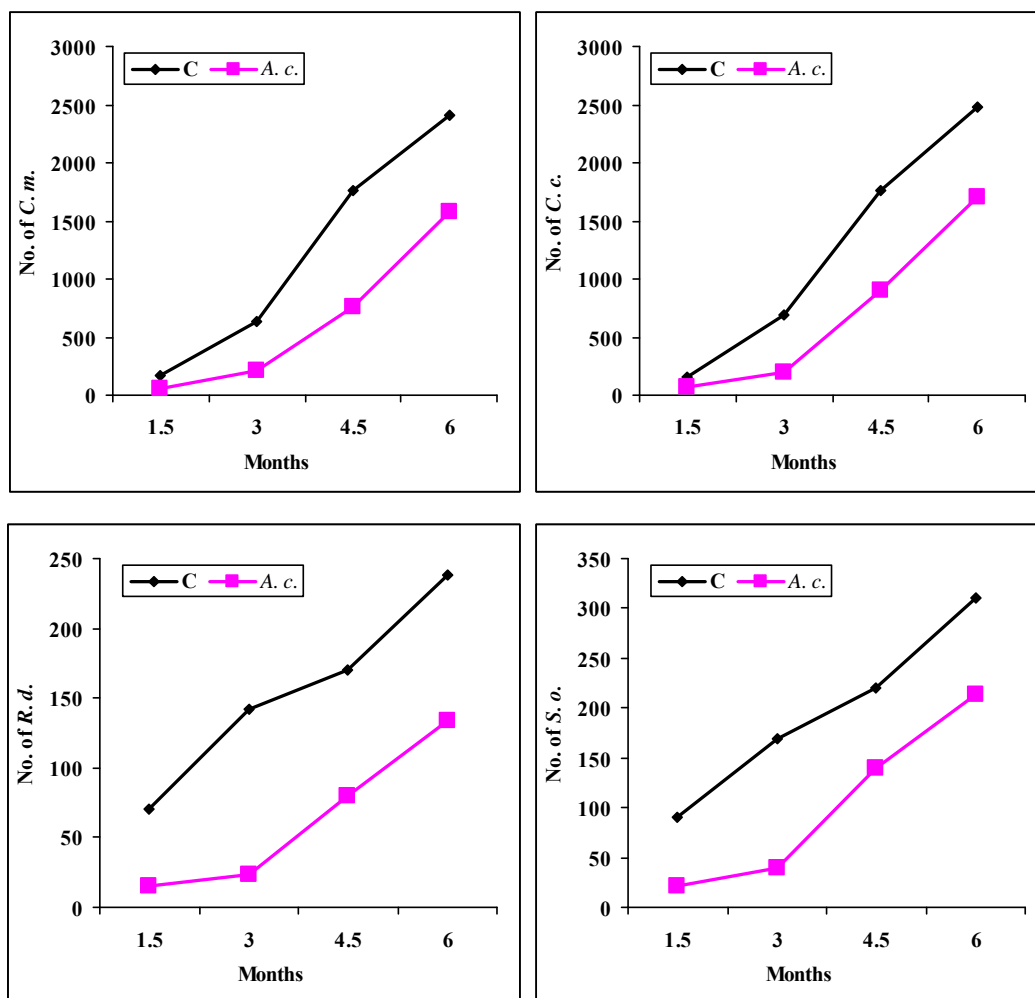 3000
2500
2000
1500
1000
500
0
No. of C. m.
C A. c.
1.5 3 4.5 6
Months
3000
2500
2000
1500
1000
500
0
No. of C. c.
C A. c.
1.5 3 4.5 6
Months
250
200
150
100
50
0
No. of R. d.
C A. c.
1.5 3 4.5 6
Months
350
300
250
200
150
100
50
0
No. of S. o.
C A. c.
1.5 3 4.5 6
Months